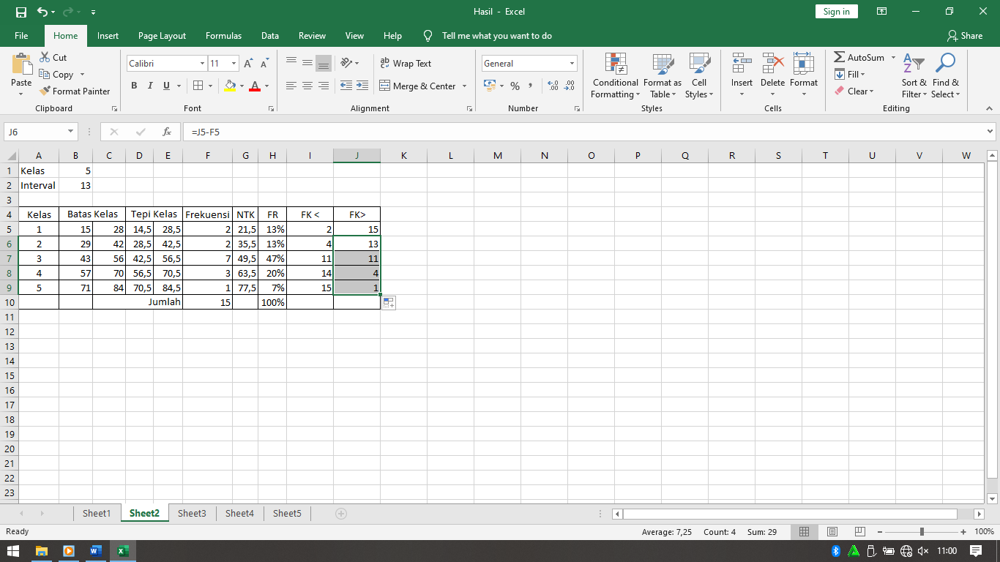 Hasil - Excel
Sign in
File Home Insert Page Layout Formulas Data Review View Help Tell me what you want to do Share
Paste
Cut
Copy
Format Painter
Clipboard
Calibri 11
B I U
Font
Wrap Text
Merge & Center
Alignment
General
Number
Conditional Formatting
Format as Table
Cell Styles
Styles
Insert Delete Format
Cells
AutoSum
Fill
Clear
Sort & Filter
Find & Select
Editing
J6 fx =J5-F5
A B C D E F G H I J K L M N O P Q R S T U V W
1 Kelas 5
2 Interval 13
3
4 Kelas Batas Kelas Tepi Kelas Frekuensi NTK FR FK < FK>
5 1 15 28 14,5 28,5 2 21,5 13% 2 15
6 2 29 42 28,5 42,5 2 35,5 13% 4 13
7 3 43 56 42,5 56,5 7 49,5 47% 11 11
8 4 57 70 56,5 70,5 3 63,5 20% 14 4
9 5 71 84 70,5 84,5 1 77,5 7% 15 1
10 Jumlah 15 100%
11
12
13
14
15
16
17
18
19
20
21
22
23
Sheet1 Sheet2 Sheet3 Sheet4 Sheet5
Ready Average: 7,25 Count: 4 Sum: 29 100%
11:00